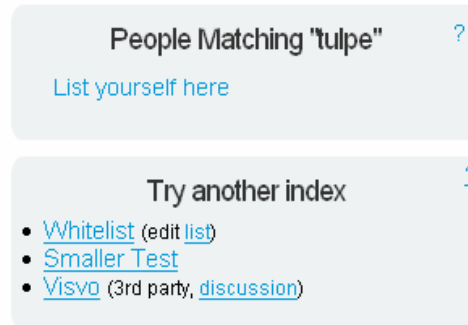 People Matching "tulpe"
?
List yourself here
Try another index
Whitelist (edit list)
Smaller Test
Visvo (3rd party, discussion)